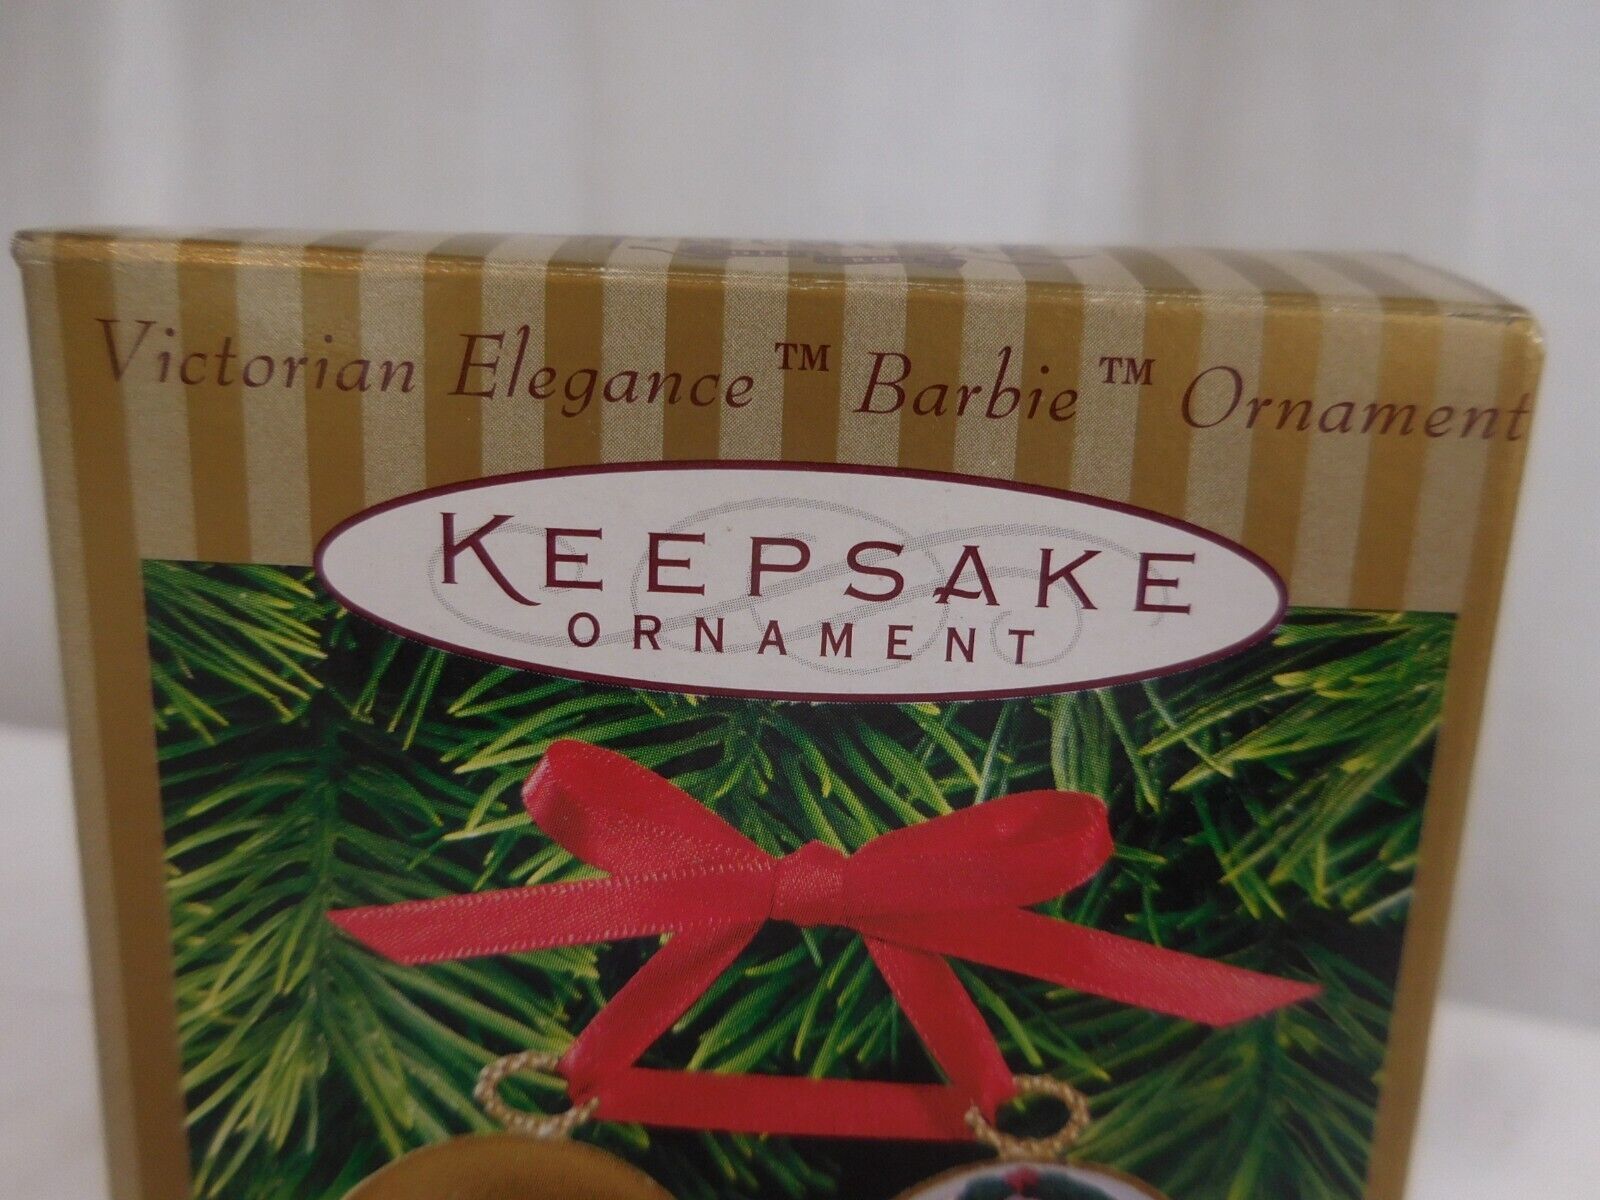 Victorian Elegance™ Barbie™ Ornament
KEEPSAKE
ORNAMENT